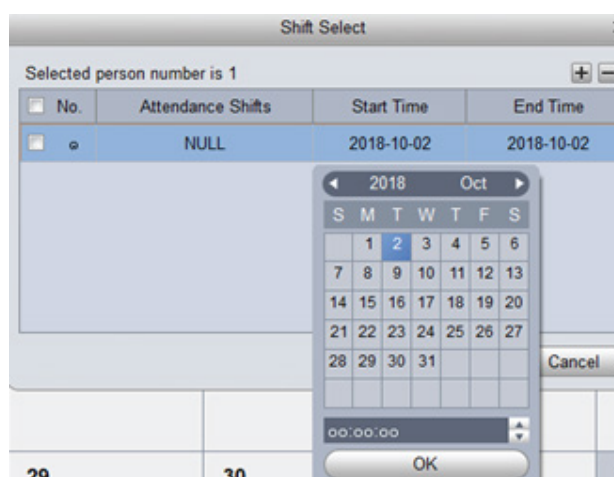 Shift Select
Selected person number is 1
No. Attendance Shifts Start Time End Time
0 NULL 2018-10-02 2018-10-02
2018 Oct
S M T W T F S
1 2 3 4 5 6
7 8 9 10 11 12 13
14 15 16 17 18 19 20
21 22 23 24 25 26 27
28 29 30 31
Cancel
00:00:00
OK
29 30